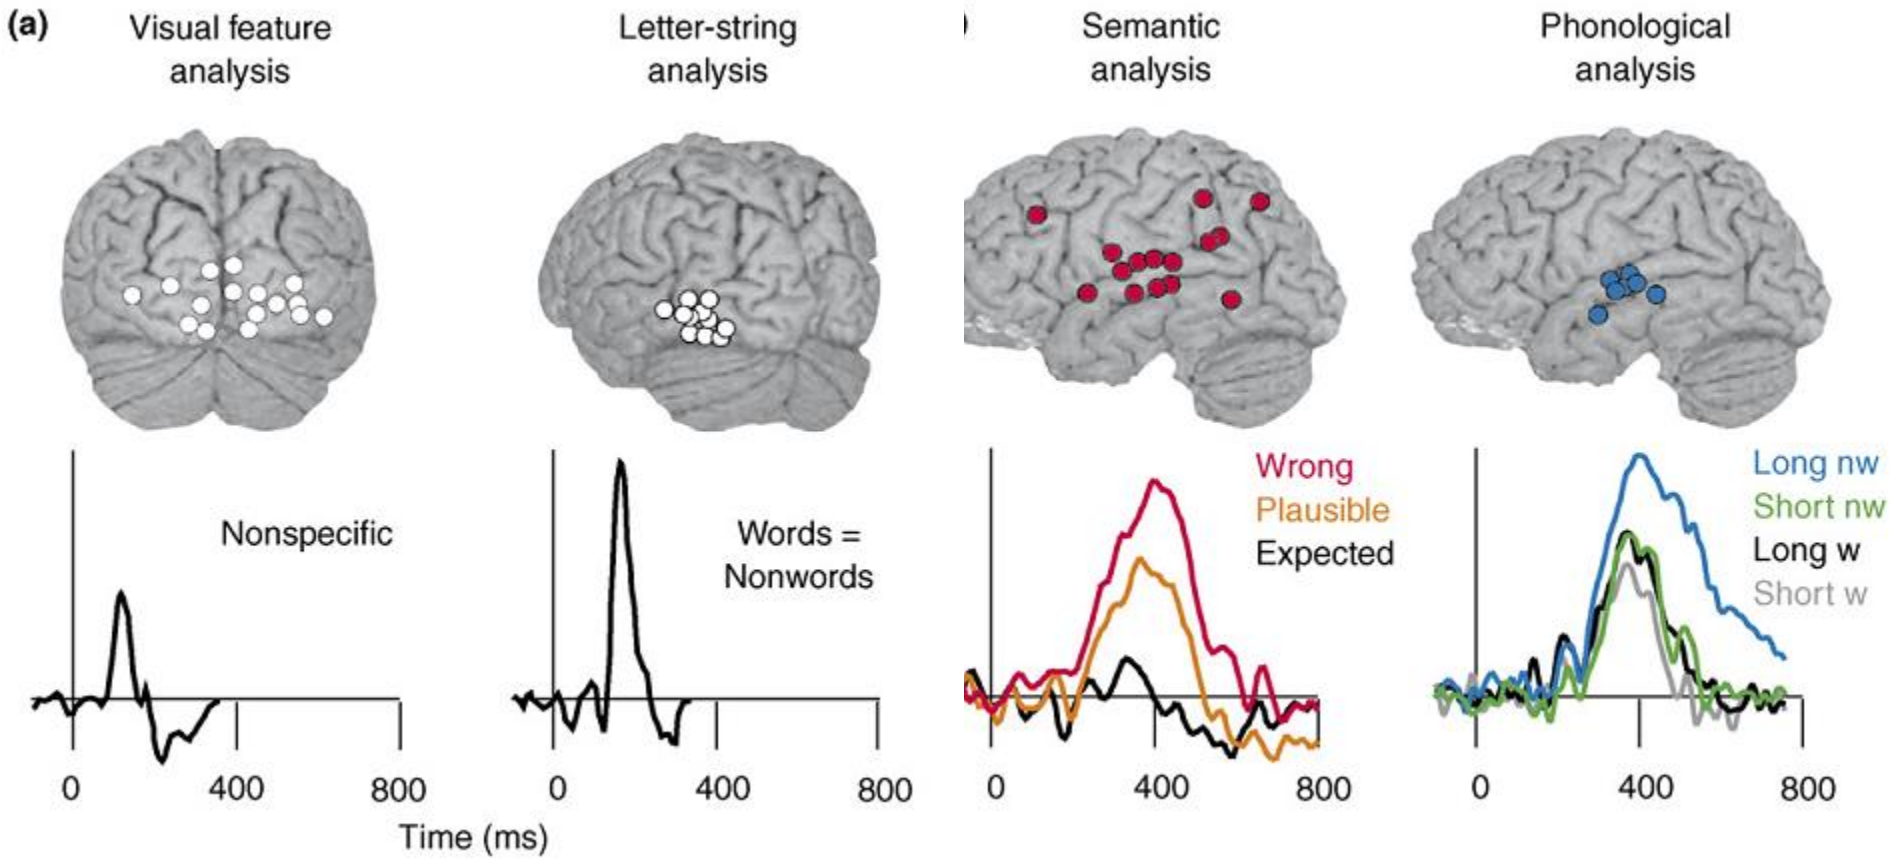 (a)
Visual feature
analysis
Letter-string
analysis
)
Semantic
analysis
Phonological
analysis
Nonspecific
Words =
Nonwords
Wrong
Plausible
Expected
Long nw
Short nw
Long w
Short w
0 400 800
0 400 800
0 400 800
0 400 800
Time (ms)